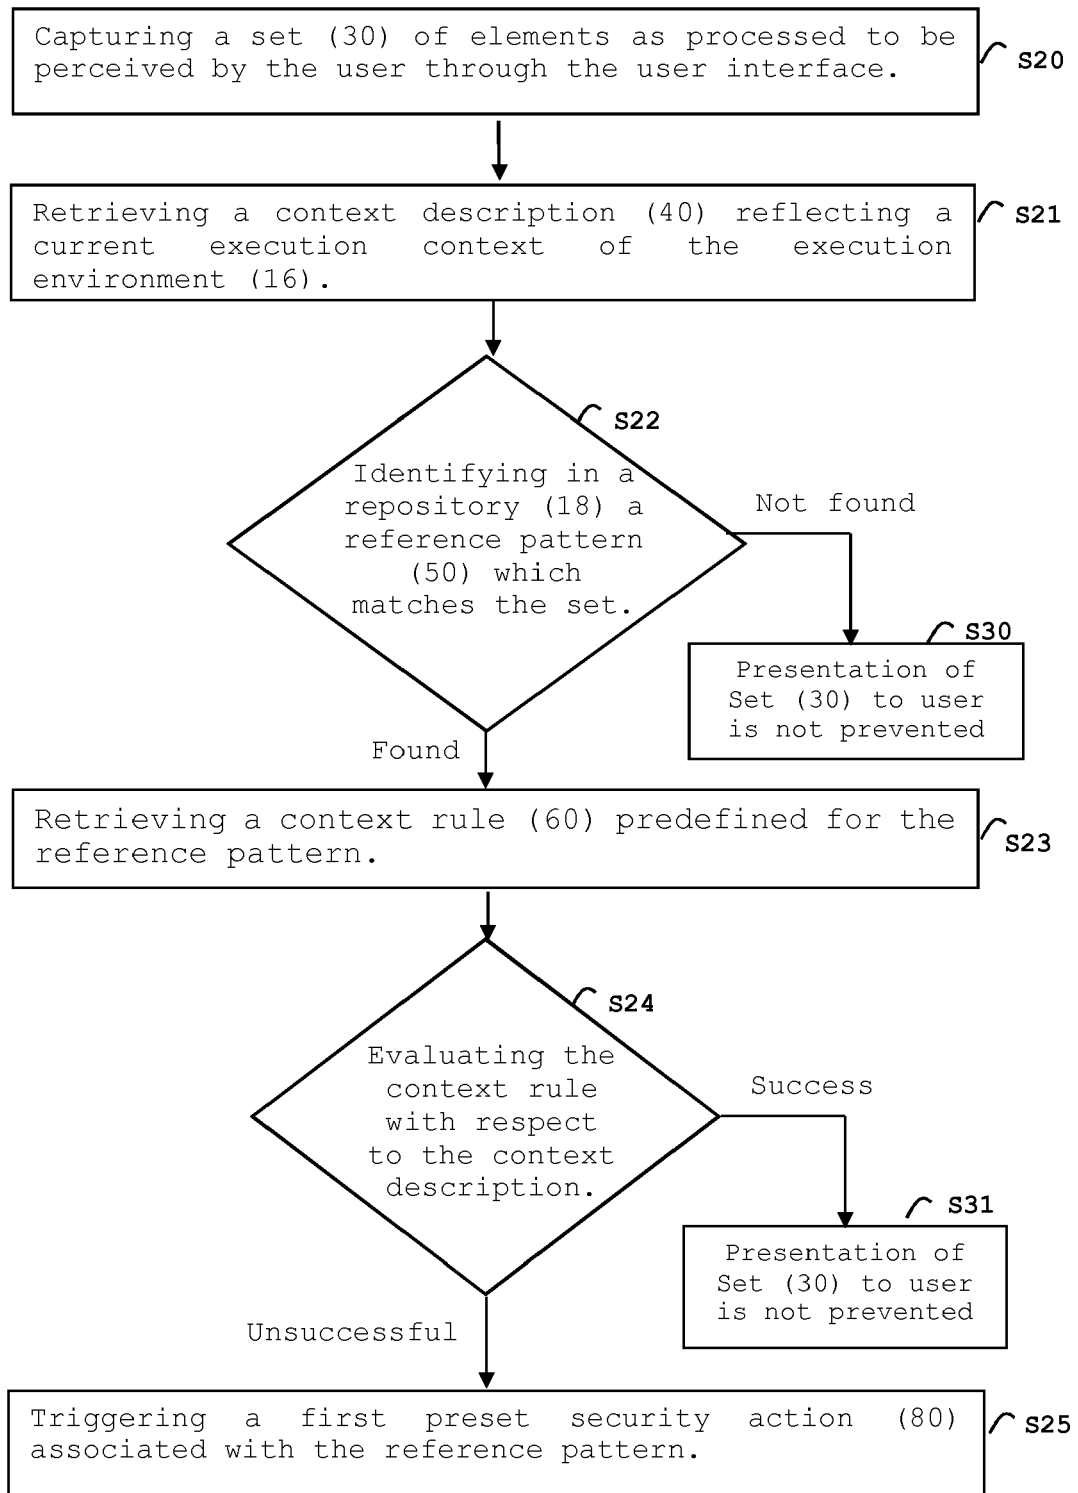 Capturing a set (30) of elements as processed to be
perceived by the user through the user interface.
S20
Retrieving a context description (40) reflecting a
current execution context of the execution
environment (16).
S21
S22
Identifying in a
repository (18) a
reference pattern
(50) which
matches the set.
Not found
S30
Presentation of
Set (30) to user
is not prevented
Found
Retrieving a context rule (60) predefined for the
reference pattern.
S23
S24
Evaluating the
context rule
with respect
to the context
description.
Success
S31
Presentation of
Set (30) to user
is not prevented
Unsuccessful
Triggering a first preset security action (80)
associated with the reference pattern.
S25